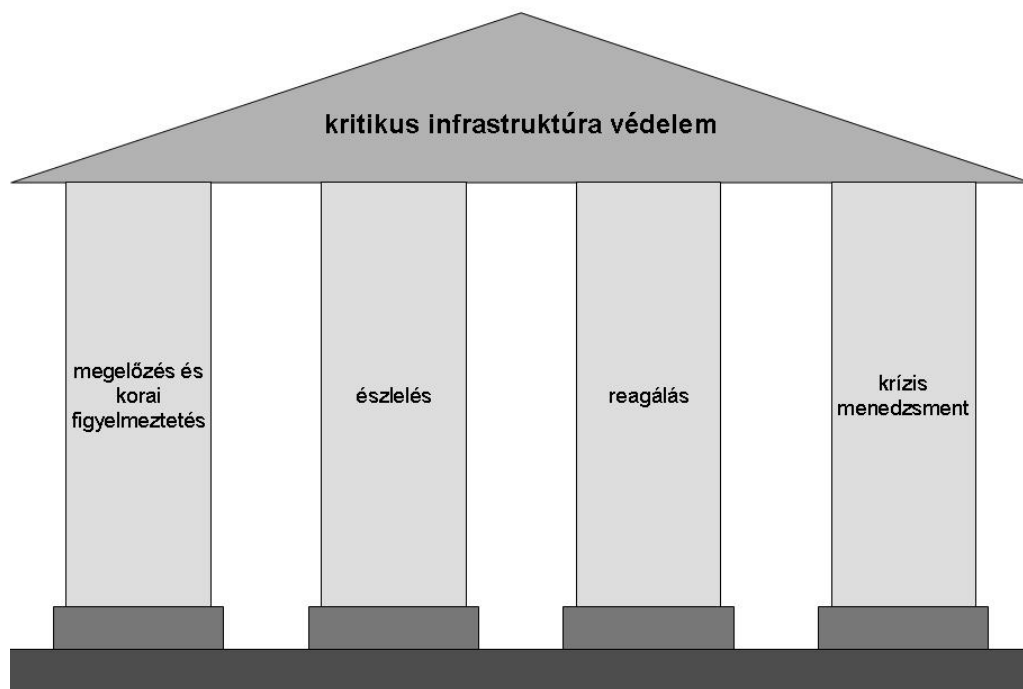 kritikus infrastruktúra védelem
megelőzés és
korai
figyelmeztetés
észlelés
reagálás
krízis
menedzsment